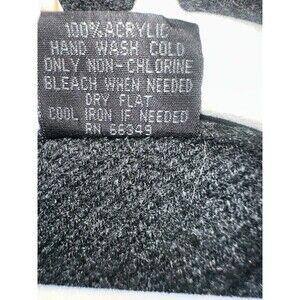 100% ACRYLIC
HAND WASH COLD
ONLY NON-CHLORINE
BLEACH WHEN NEEDED
DRY FLAT
COOL IRON IF NEEDED
RN 66349